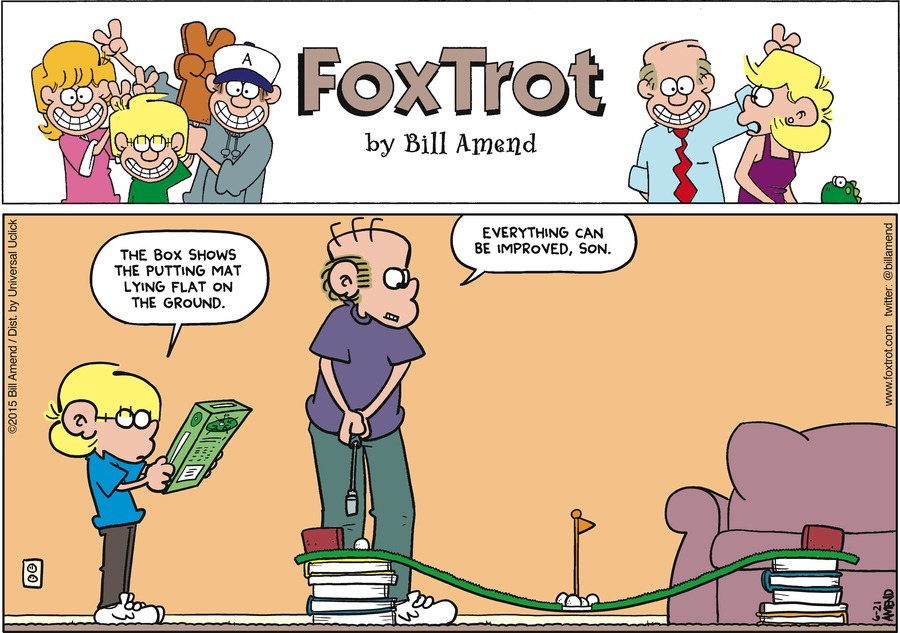 A
FoxTrot
by Bill Amend
THE BOX SHOWS
THE PUTTING MAT
LYING FLAT ON
THE GROUND.
EVERYTHING CAN
BE IMPROVED, SON.
©2015 Bill Amend / Dist. by Universal Uclick
www.foxtrot.com twitter: @billamend
6-21
AMEND